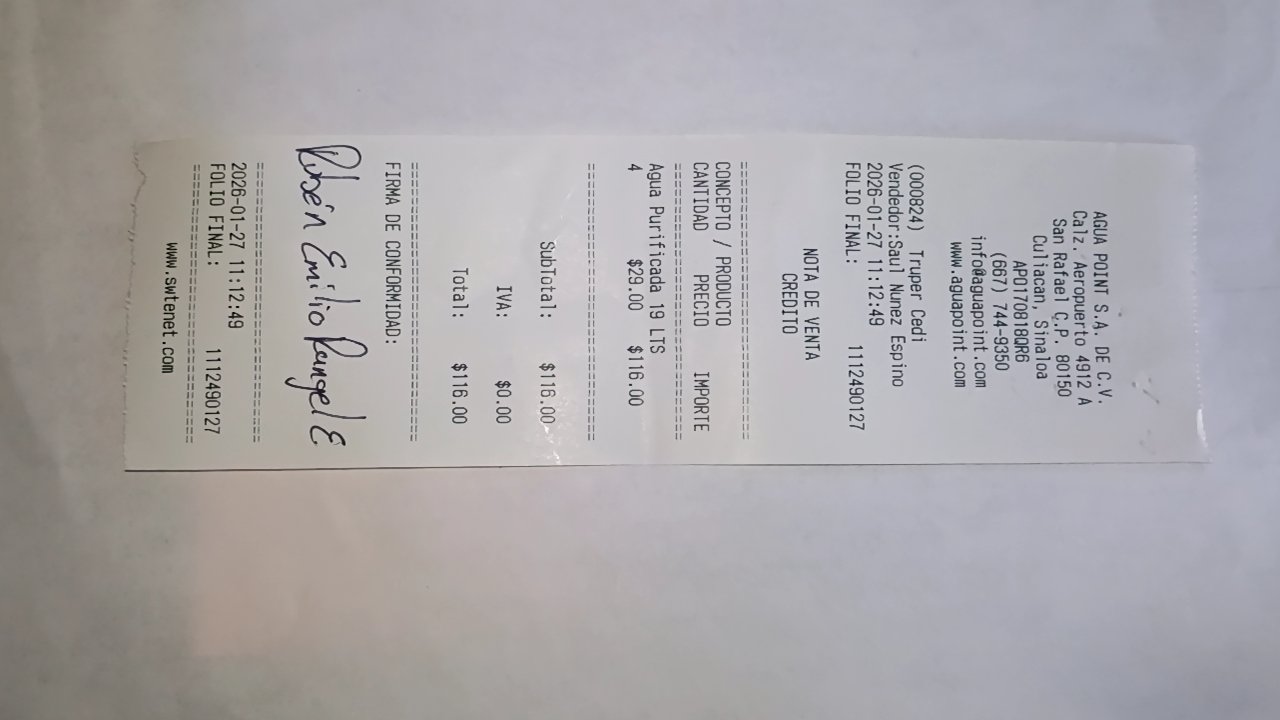 AGUA POINT S.A. DE C.V.
Calz. Aeropuerto 4912 A
San Rafael C.P. 80150
Culiacan, Sinaloa
APO170818QR6
(667) 744-9350
info@aguapoint.com
www.aguapoint.com
(000824) Truper Cedi
Vendedor:Saul Nunez Espino
2026-01-27 11:12:49
FOLIO FINAL: 1112490127
NOTA DE VENTA
CREDITO
CONCEPTO / PRODUCTO
CANTIDAD PRECIO IMPORTE
Agua Purificada 19 LTS
4 $29.00 $116.00
SubTotal: $116.00
IVA: $0.00
Total: $116.00
FIRMA DE CONFORMIDAD:
Rubén Emilio Rangel E
2026-01-27 11:12:49
FOLIO FINAL: 1112490127
www.swtenet.com